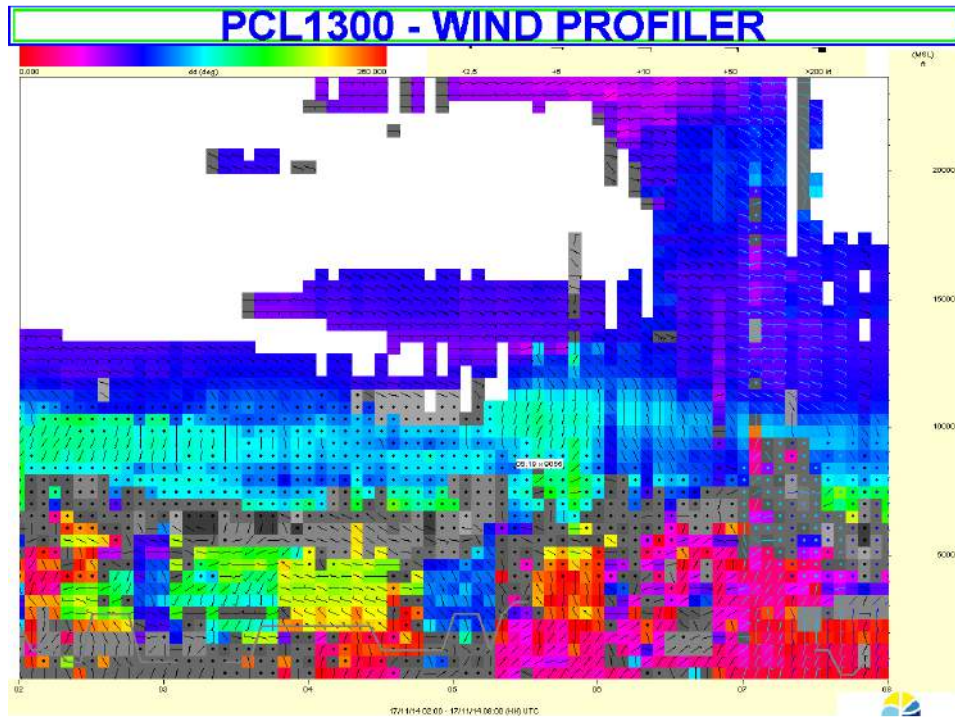 PCL1300 - WIND PROFILER
0.000 dd (deg) 360.000
<2.5 +5 +10 +50 >200 kt
(MSL)
ft
20000
15000
10000
5000
02 03 04 05 06 07 08
17/11/14 02:00 - 17/11/14 08:00 (HH) UTC